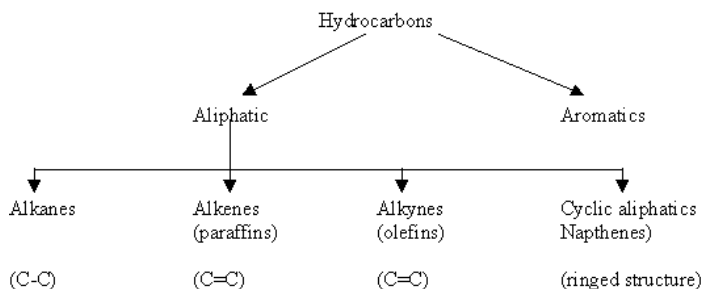 Hydrocarbons
Aliphatic Aromatics
Alkanes Alkenes Alkynes Cyclic aliphatics
(paraffins) (olefins) Napthenes)
(C-C) (C=C) (C=C) (ringed structure)